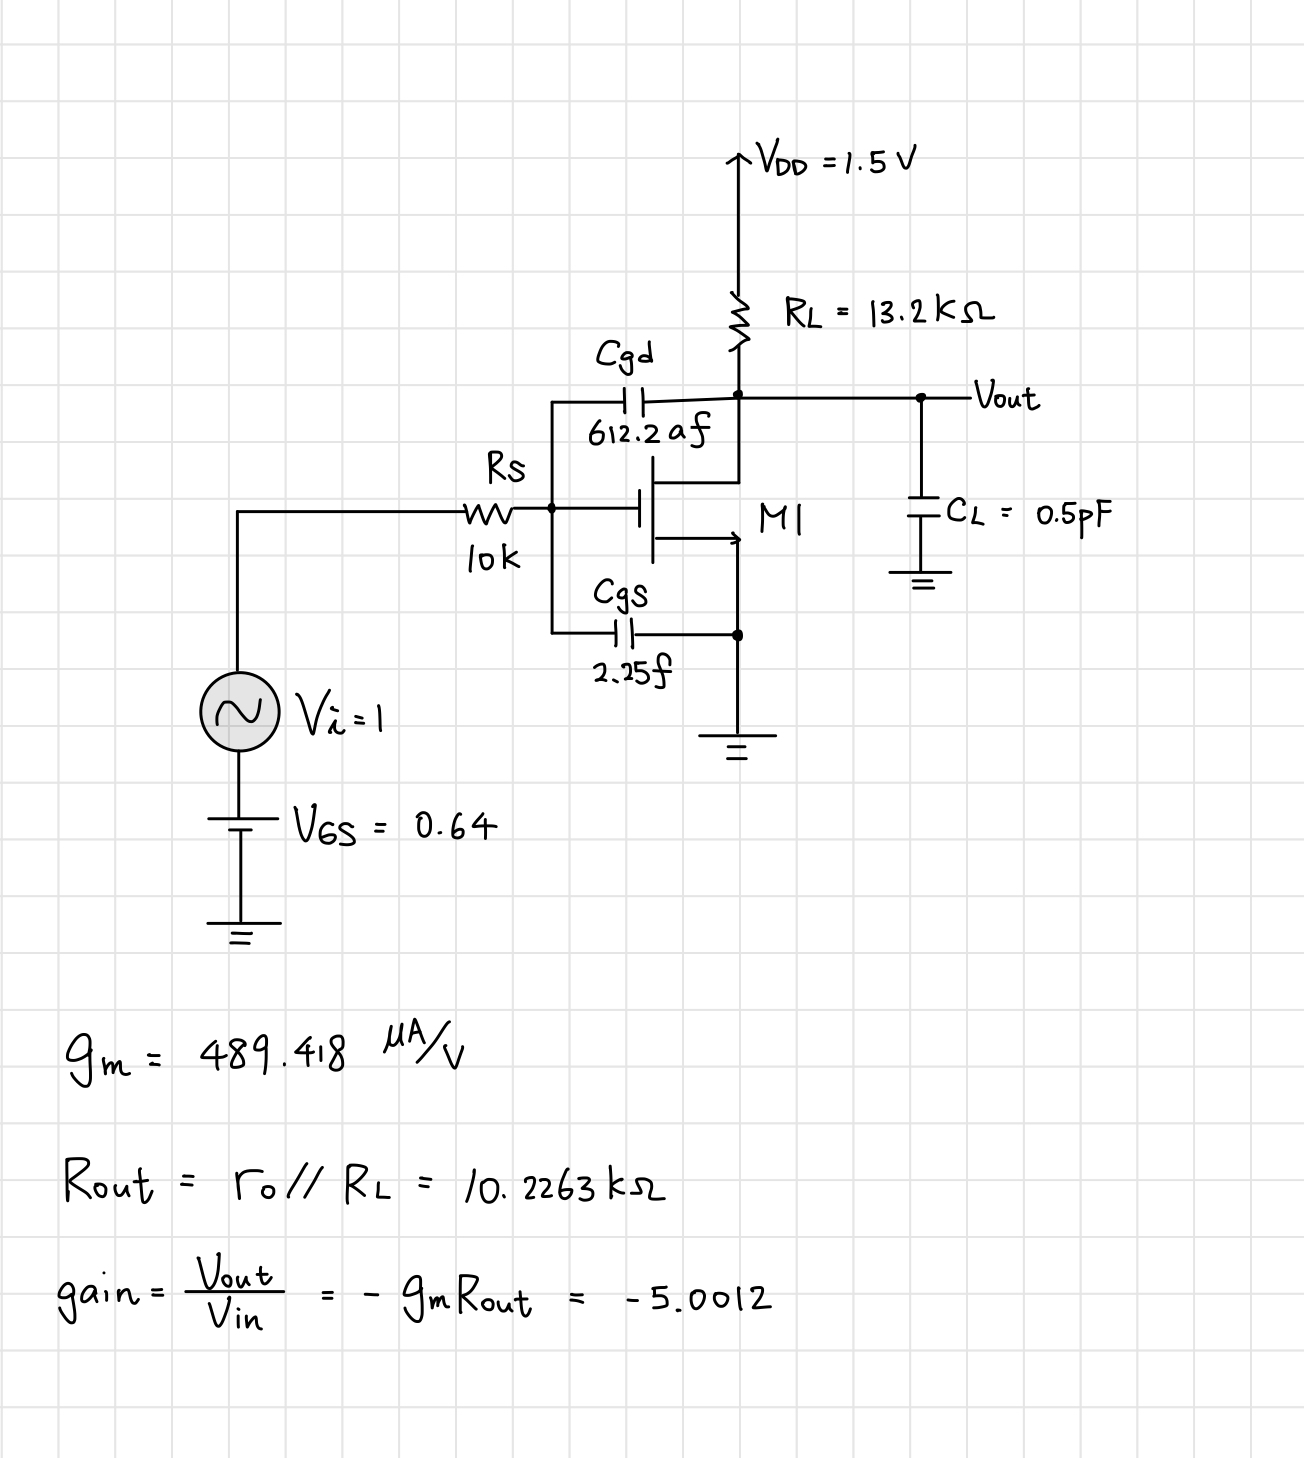 VDD = 1.5 V
RL = 13.2 kΩ
Cgd
612.2 af
Vout
Rs
10k
M1
CL = 0.5pF
Cgs
2.25f
Vi = 1
VGS = 0.64
gm = 489.418 μA/V
Rout = ro // RL = 10.2263 kΩ
gain = Vout/Vin = - gm Rout = -5.0012